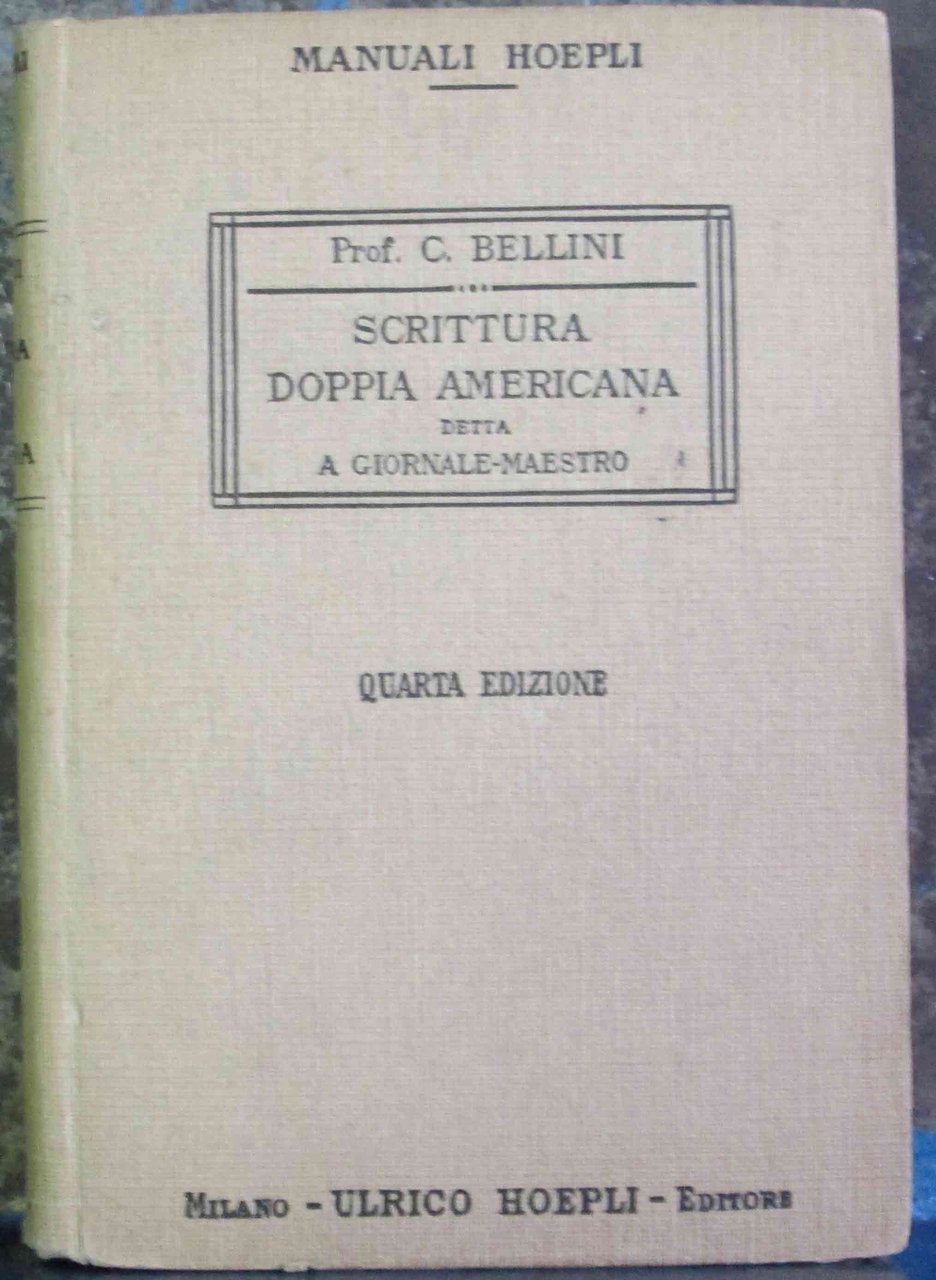 MANUALI HOEPLI
Prof. C. BELLINI
SCRITTURA
DOPPIA AMERICANA
DETTA
A GIORNALE-MAESTRO
QUARTA EDIZIONE
MILANO - ULRICO HOEPLI - EDITORE